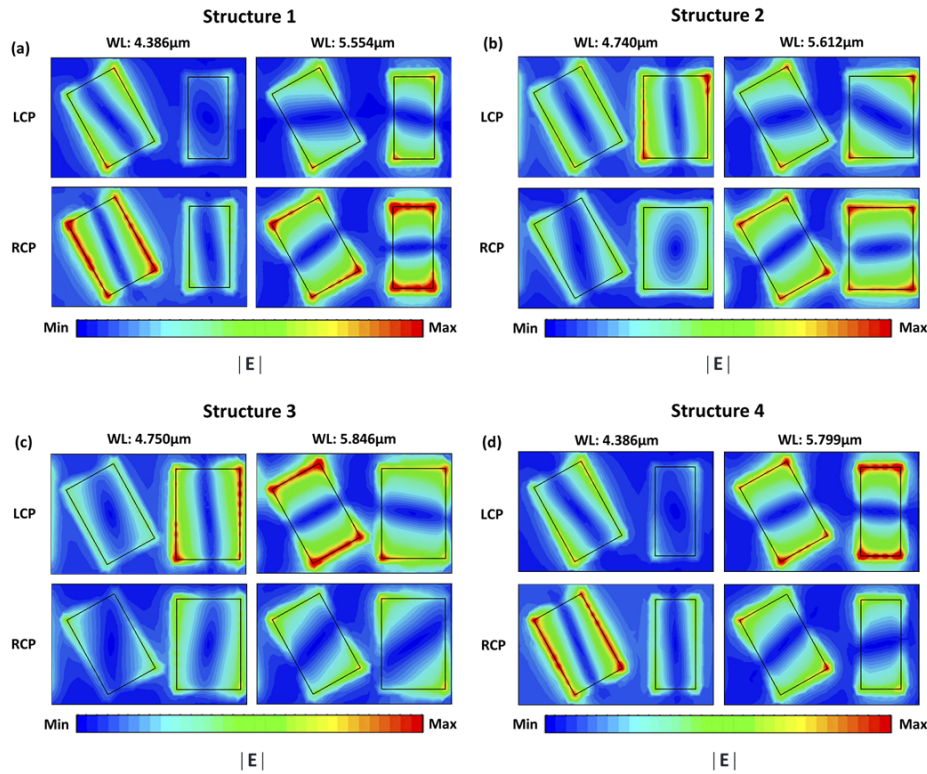 Structure 1
(a)
WL: 4.386μm
WL: 5.554μm
LCP
RCP
Min
Max
| E |
Structure 2
(b)
WL: 4.740μm
WL: 5.612μm
LCP
RCP
Min
Max
| E |
Structure 3
(c)
WL: 4.750μm
WL: 5.846μm
LCP
RCP
Min
Max
| E |
Structure 4
(d)
WL: 4.386μm
WL: 5.799μm
LCP
RCP
Min
Max
| E |